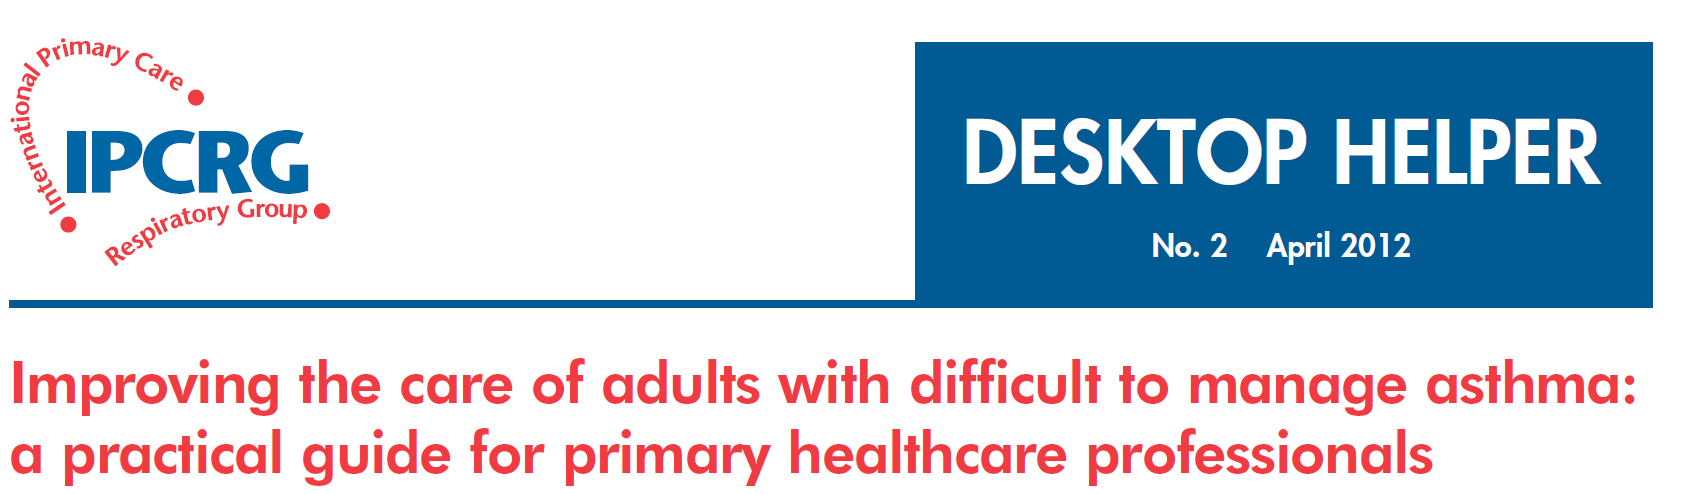 International Primary Care
IPCRG
Respiratory Group
DESKTOP HELPER
No. 2 April 2012
Improving the care of adults with difficult to manage asthma:
a practical guide for primary healthcare professionals